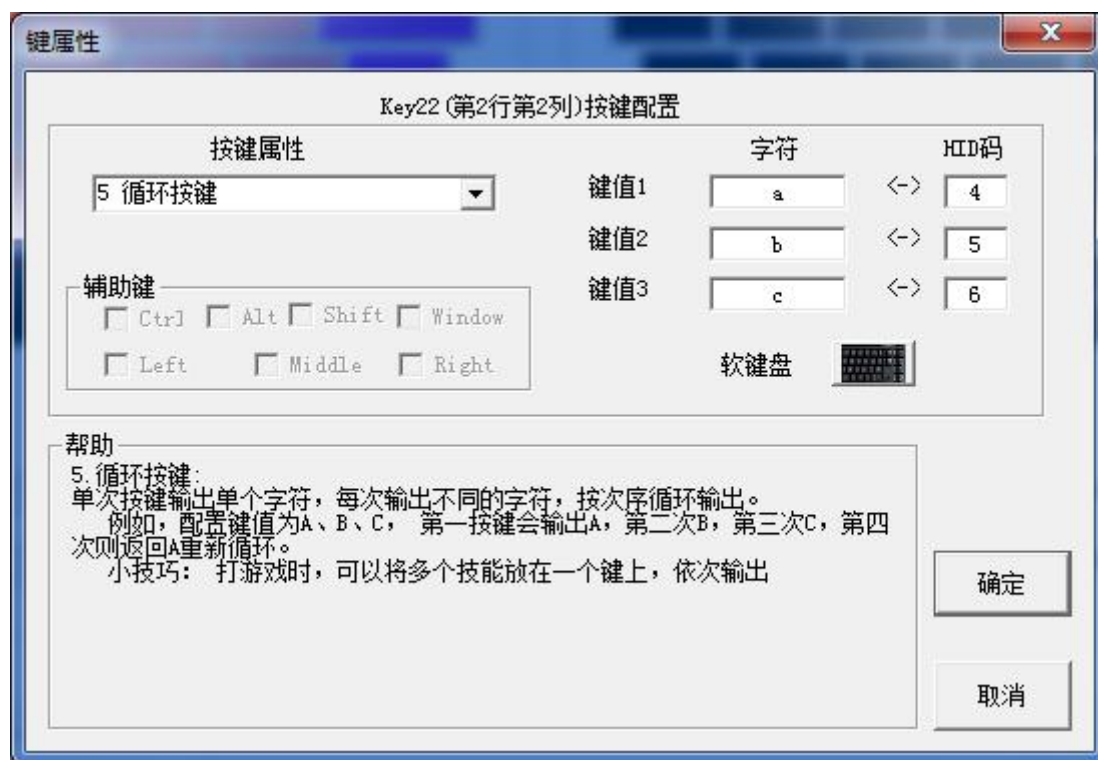 键属性
Key22(第2行第2列)按键配置
按键属性
字符
HID码
5 循环按键
键值1
a
<->
4
键值2
b
<->
5
辅助键
键值3
c
<->
6
Ctrl
Alt
Shift
Window
Left
Middle
Right
软键盘
帮助
5.循环按键:
单次按键输出单个字符，每次输出不同的字符，按次序循环输出。
例如，配置键值为A、B、C， 第一按键会输出A，第二次B，第三次C，第四
次则返回A重新循环。
小技巧： 打游戏时，可以将多个技能放在一个键上，依次输出
确定
取消